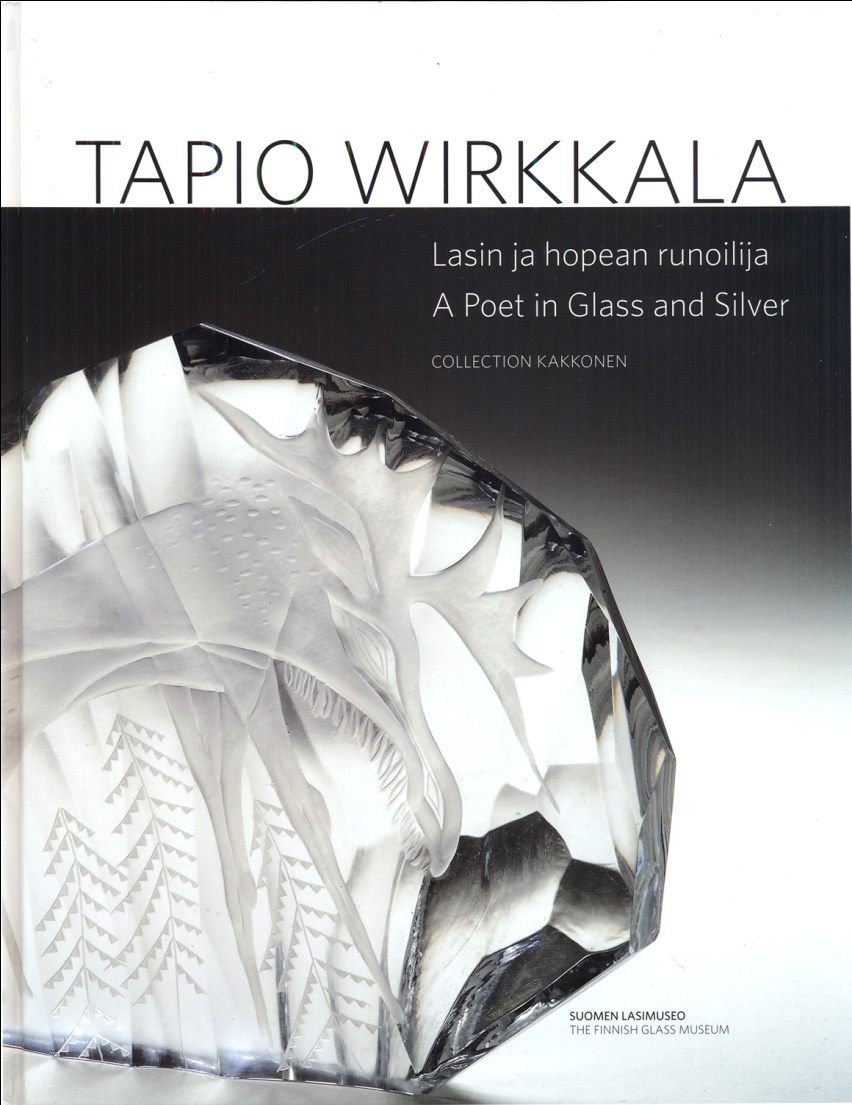 TAPIO WIRKKALA
Lasin ja hopean runoilija
A Poet in Glass and Silver
COLLECTION KAKKONEN
SUOMEN LASIMUSEO
THE FINNISH GLASS MUSEUM